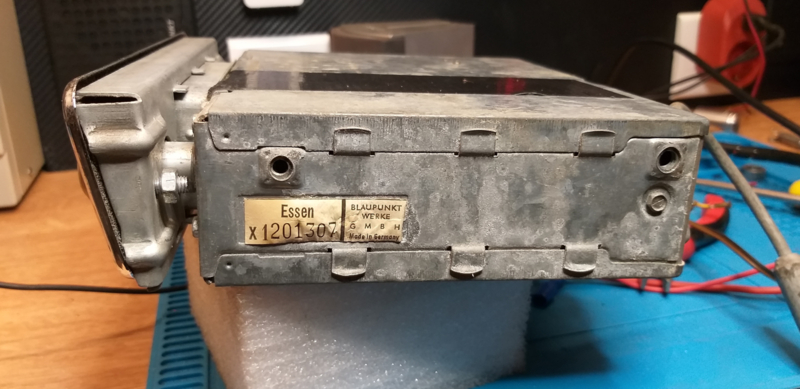 Essen
X 1201307
BLAUPUNKT
WERKE
G M B H
Made in Germany